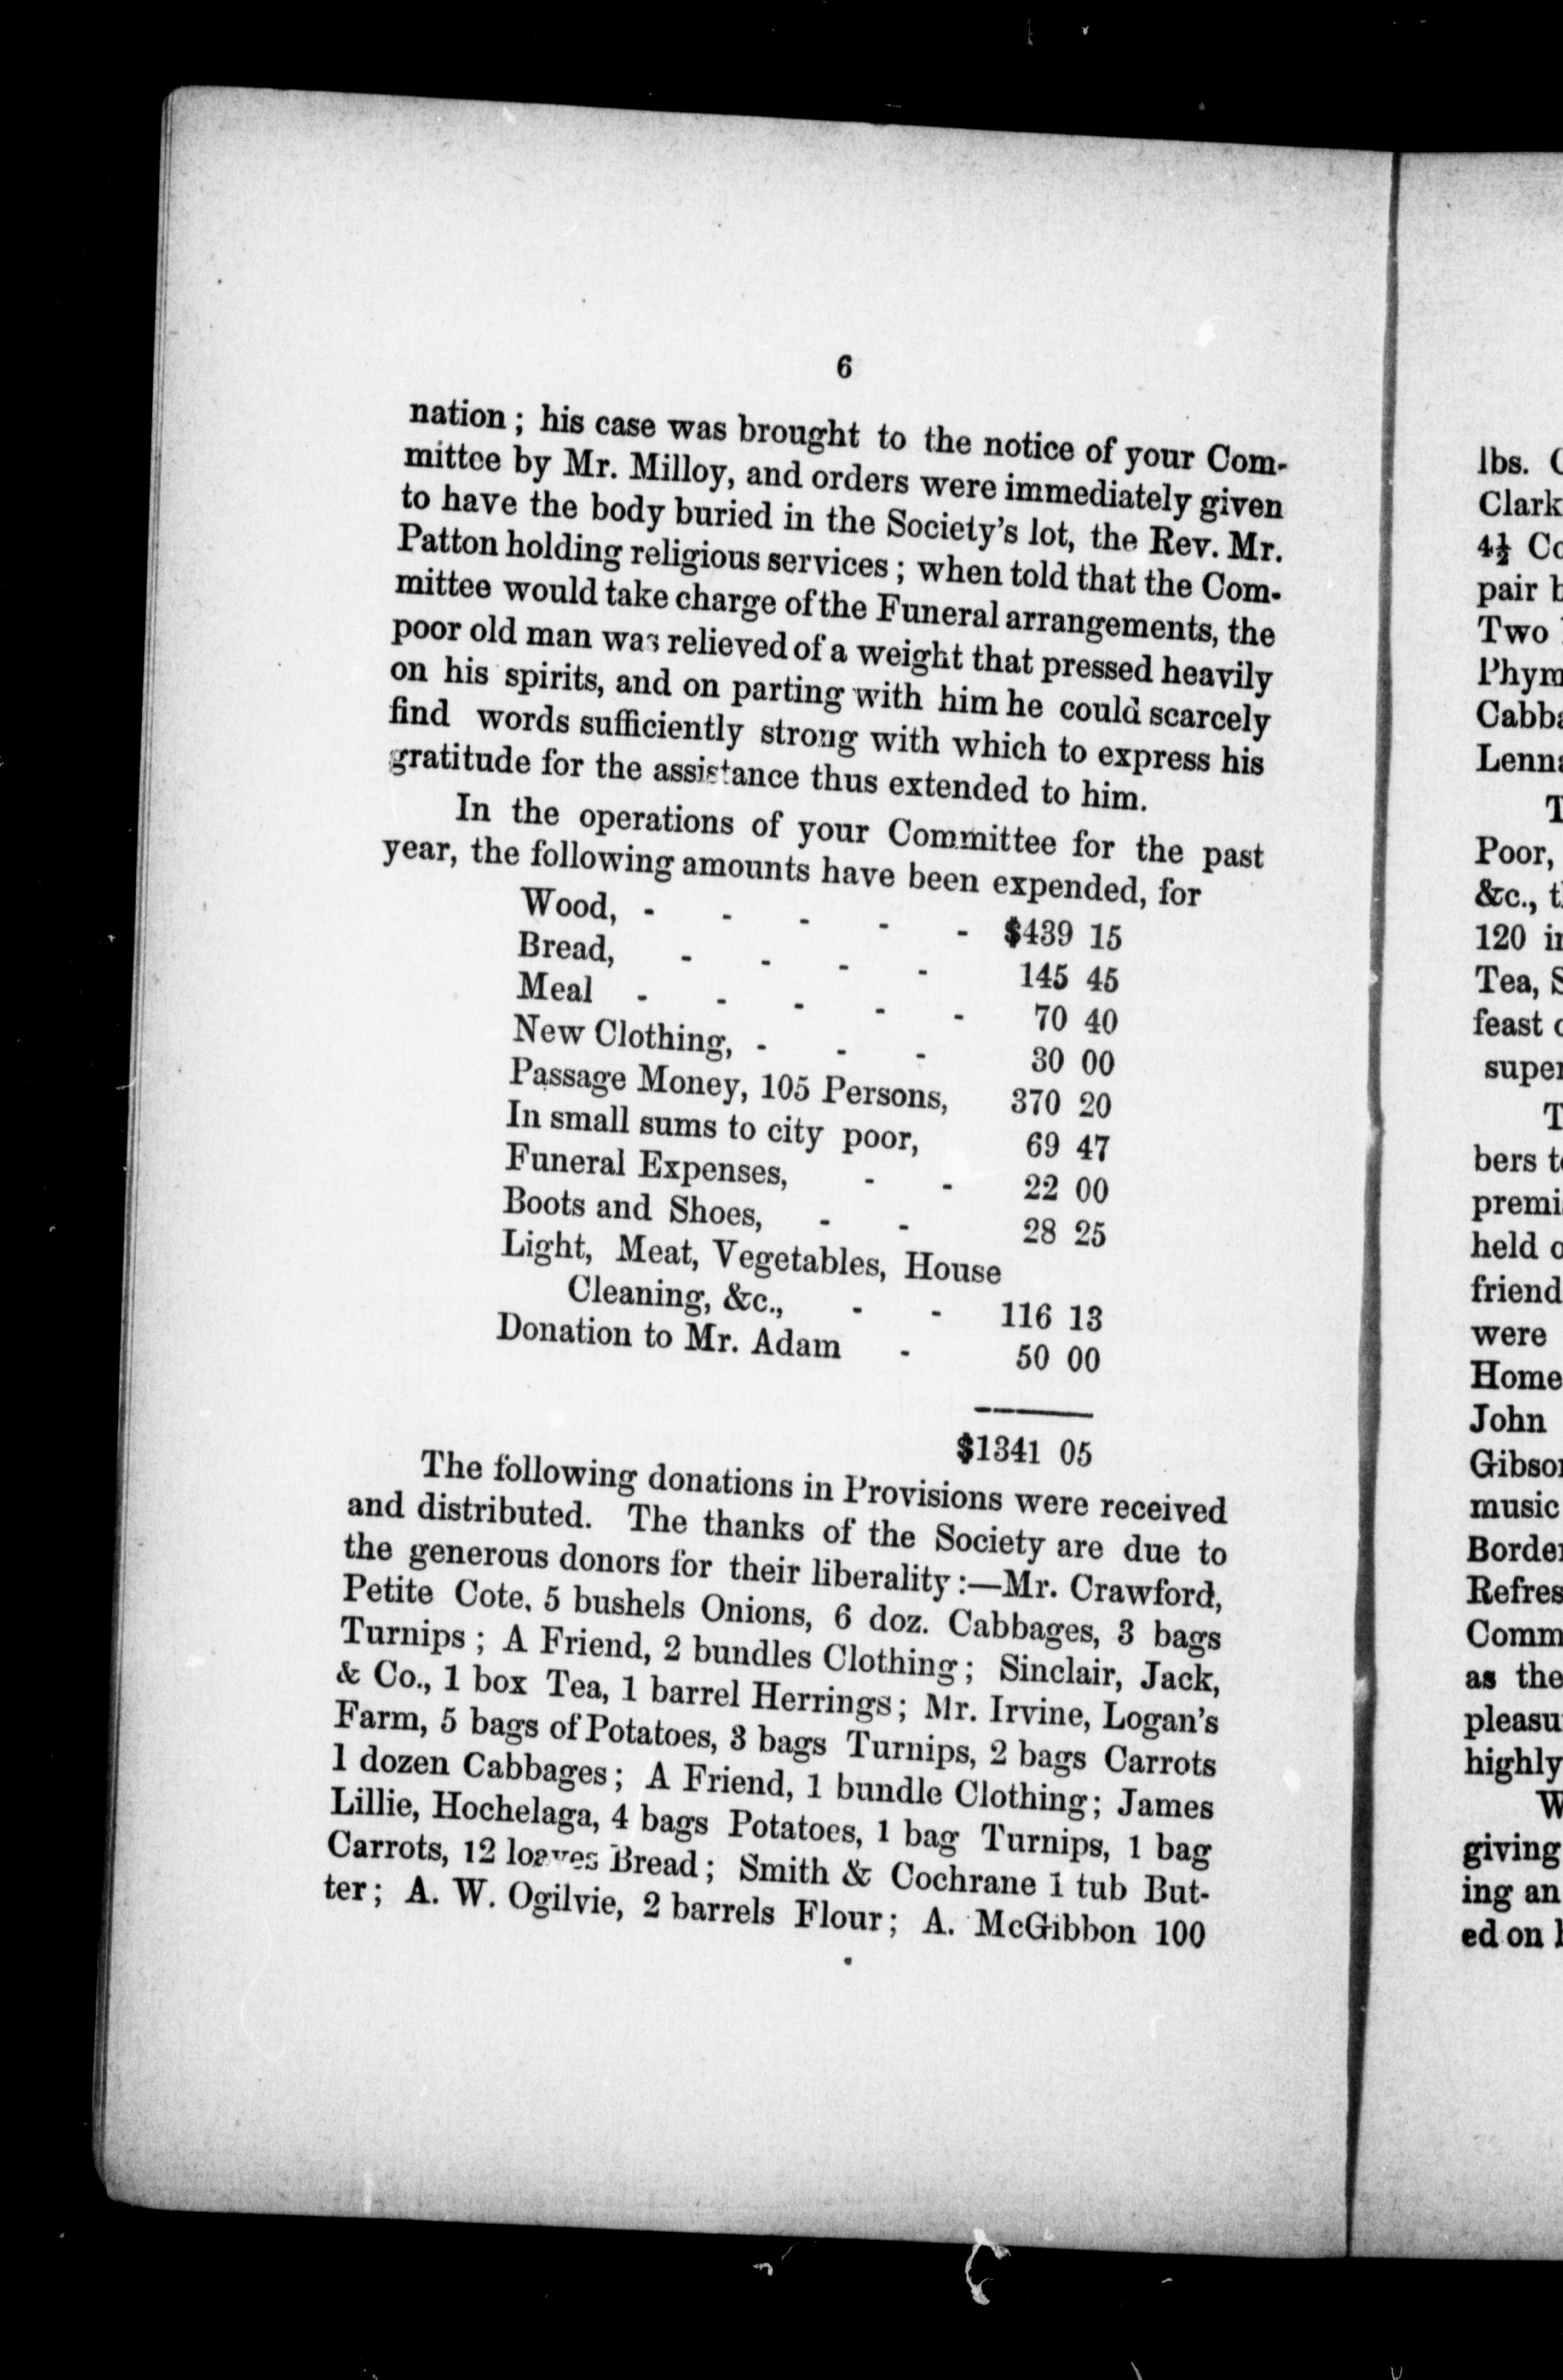 6
nation ; his case was brought to the notice of your Com-
mittee by Mr. Milloy, and orders were immediately given
to have the body buried in the Society's lot, the Rev. Mr.
Patton holding religious services ; when told that the Com-
mittee would take charge of the Funeral arrangements, the
poor old man was relieved of a weight that pressed heavily
on his spirits, and on parting with him he could scarcely
find words sufficiently strong with which to express his
gratitude for the assistance thus extended to him.
In the operations of your Committee for the past
year, the following amounts have been expended, for
Wood, - - - - - $439 15
Bread, - - - - 145 45
Meal - - - - - 70 40
New Clothing, - - - 30 00
Passage Money, 105 Persons, 370 20
In small sums to city poor, 69 47
Funeral Expenses, - - 22 00
Boots and Shoes, - - 28 25
Light, Meat, Vegetables, House
Cleaning, &c., - - 116 13
Donation to Mr. Adam - 50 00
$1341 05
The following donations in Provisions were received
and distributed. The thanks of the Society are due to
the generous donors for their liberality :—Mr. Crawford,
Petite Cote, 5 bushels Onions, 6 doz. Cabbages, 3 bags
Turnips ; A Friend, 2 bundles Clothing ; Sinclair, Jack,
& Co., 1 box Tea, 1 barrel Herrings ; Mr. Irvine, Logan's
Farm, 5 bags of Potatoes, 3 bags Turnips, 2 bags Carrots
1 dozen Cabbages ; A Friend, 1 bundle Clothing ; James
Lillie, Hochelaga, 4 bags Potatoes, 1 bag Turnips, 1 bag
Carrots, 12 loaves Bread ; Smith & Cochrane 1 tub But-
ter ; A. W. Ogilvie, 2 barrels Flour ; A. McGibbon 100
lbs.
Clark
4½
pair
Two
Phym
Cabba
Lenna
Poor,
&c.,
120
Tea,
feast
super
bers
premi
held
friend
were
Home
John
Gibson
music
Border
Refres
Comm
as the
pleasu
highly
giving
ing an
ed on